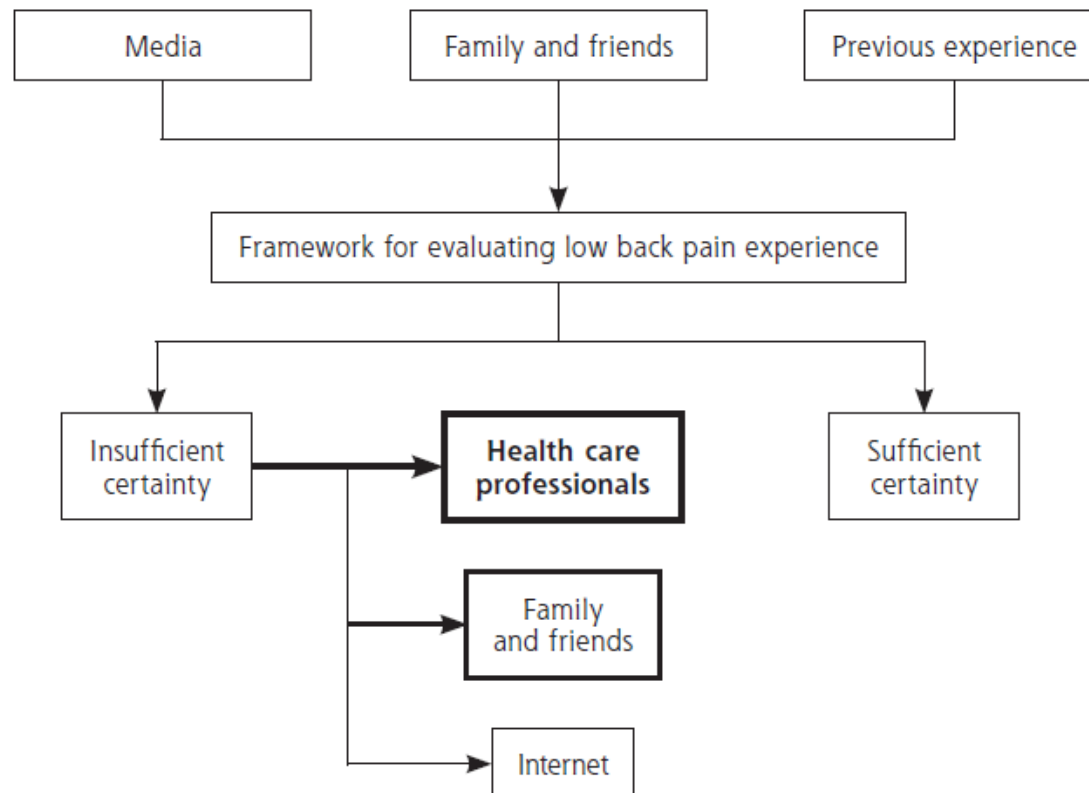 Media
Family and friends
Previous experience
Framework for evaluating low back pain experience
Insufficient
certainty
Health care
professionals
Sufficient
certainty
Family
and friends
Internet